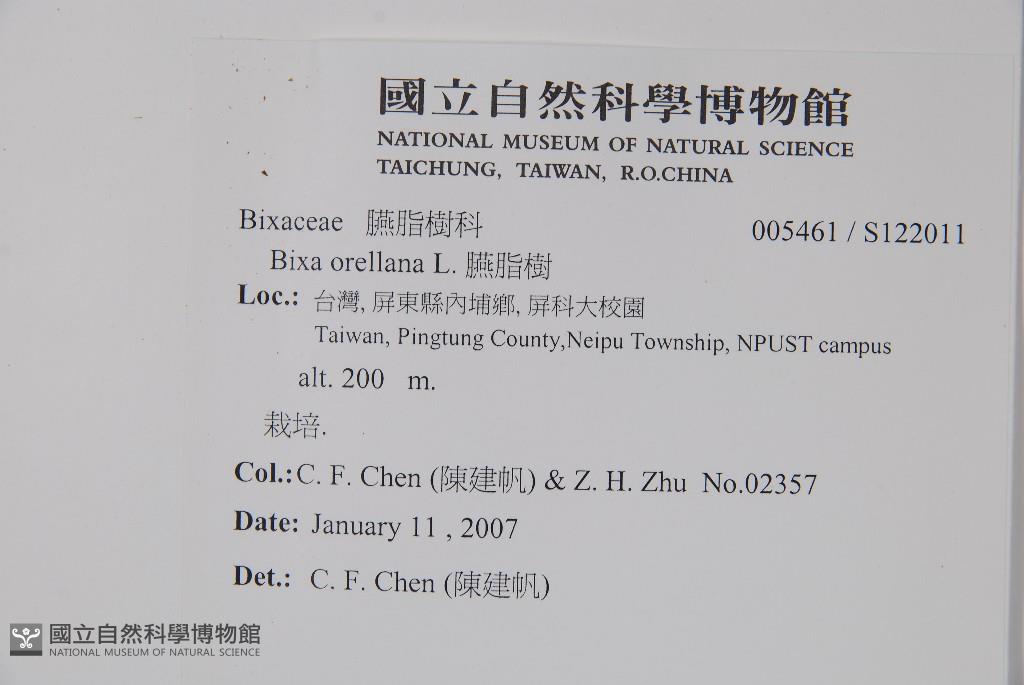 國立自然科學博物館
NATIONAL MUSEUM OF NATURAL SCIENCE
TAICHUNG, TAIWAN, R.O.CHINA
Bixaceae 臙脂樹科 005461 / S122011
Bixa orellana L. 臙脂樹
Loc.: 台灣, 屏東縣內埔鄉, 屏科大校園
Taiwan, Pingtung County,Neipu Township, NPUST campus
alt. 200 m.
栽培.
Col.: C. F. Chen (陳建帆) & Z. H. Zhu No.02357
Date: January 11 , 2007
Det.: C. F. Chen (陳建帆)
國立自然科學博物館
NATIONAL MUSEUM OF NATURAL SCIENCE